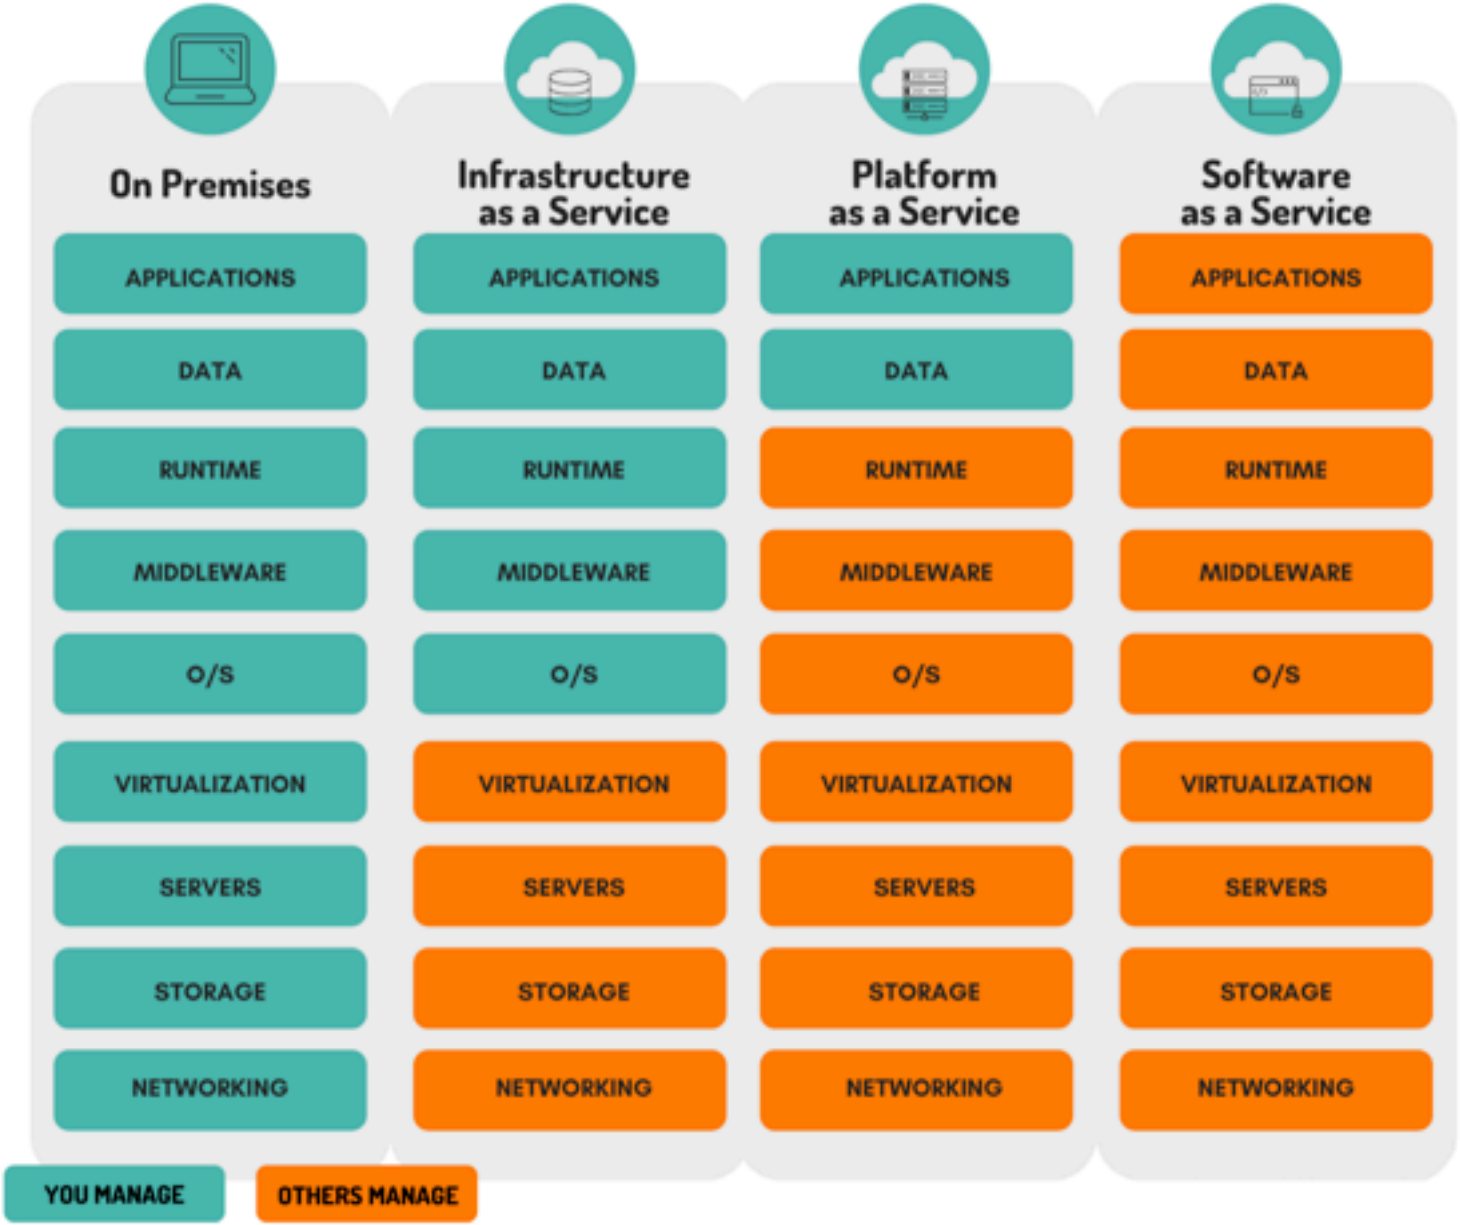 On Premises
APPLICATIONS
DATA
RUNTIME
MIDDLEWARE
O/S
VIRTUALIZATION
SERVERS
STORAGE
NETWORKING
Infrastructure
as a Service
APPLICATIONS
DATA
RUNTIME
MIDDLEWARE
O/S
VIRTUALIZATION
SERVERS
STORAGE
NETWORKING
Platform
as a Service
APPLICATIONS
DATA
RUNTIME
MIDDLEWARE
O/S
VIRTUALIZATION
SERVERS
STORAGE
NETWORKING
Software
as a Service
APPLICATIONS
DATA
RUNTIME
MIDDLEWARE
O/S
VIRTUALIZATION
SERVERS
STORAGE
NETWORKING
YOU MANAGE
OTHERS MANAGE